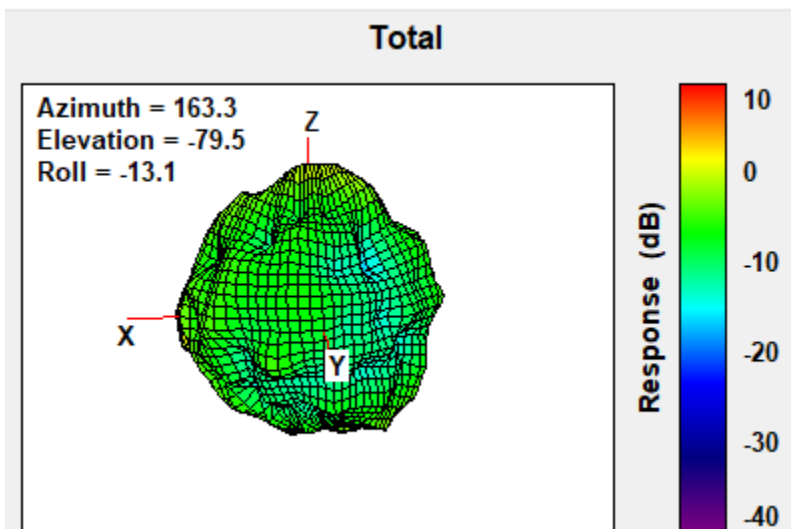 Total
Azimuth = 163.3
Elevation = -79.5
Roll = -13.1
Z
X
Y
10
0
-10
-20
-30
-40
Response (dB)